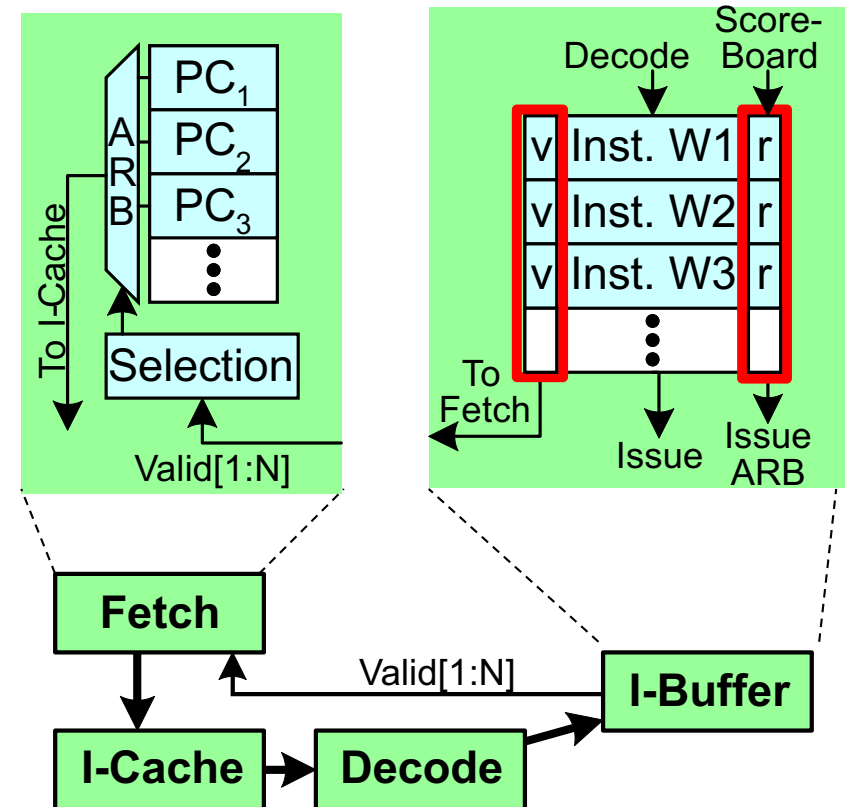 PC1
PC2
PC3
A
R
B
To I-Cache
Selection
Valid[1:N]
Score-
Board
Decode
v Inst. W1 r
v Inst. W2 r
v Inst. W3 r
To
Fetch
Issue
Issue
ARB
Fetch
Valid[1:N]
I-Buffer
I-Cache
Decode